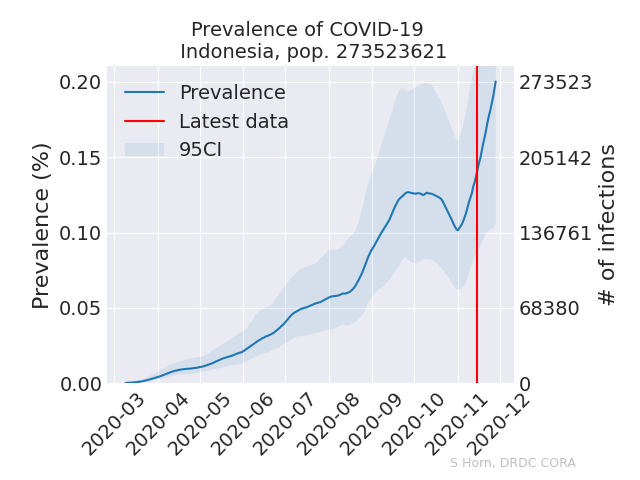 Prevalence of COVID-19
Indonesia, pop. 273523621
Prevalence
Latest data
95CI
Prevalence (%)
0.20
0.15
0.10
0.05
0.00
273523
205142
136761
68380
0
# of infections
2020-03
2020-04
2020-05
2020-06
2020-07
2020-08
2020-09
2020-10
2020-11
2020-12
S Horn, DRDC CORA